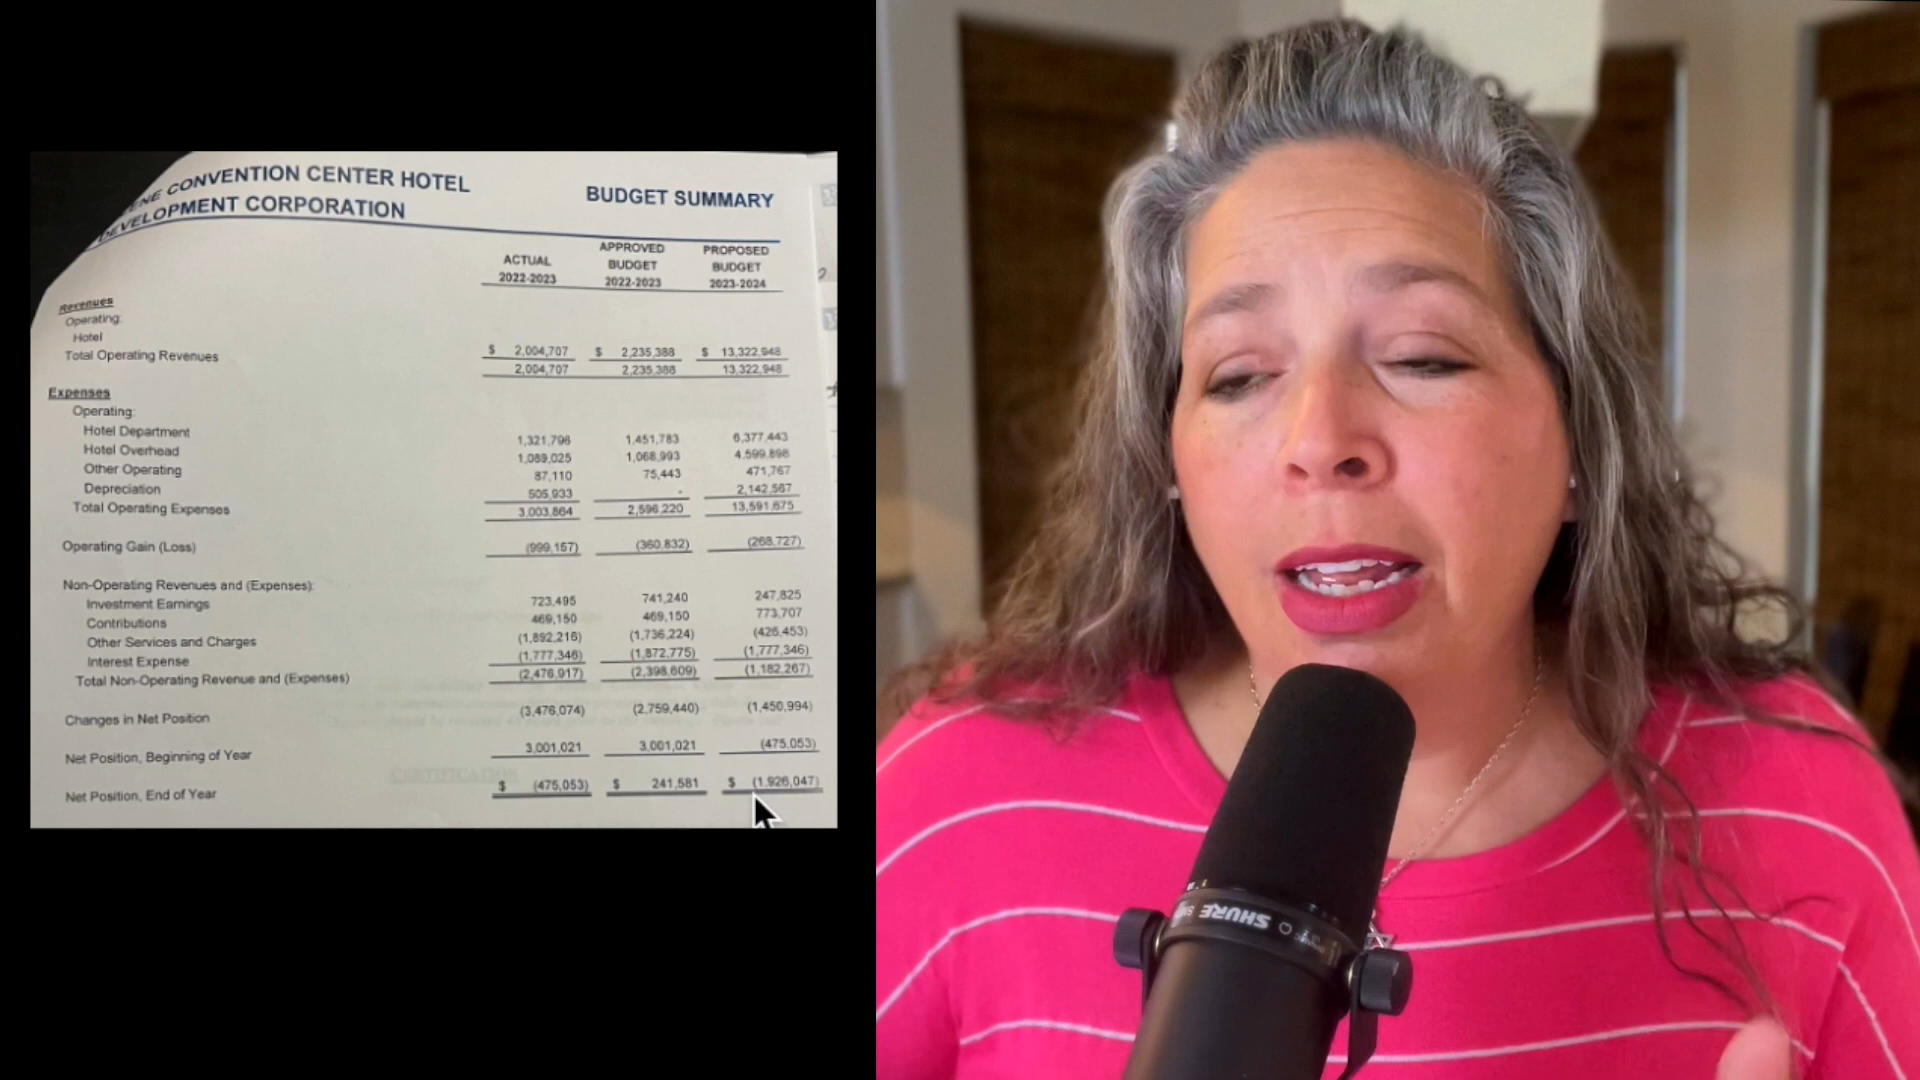 ENE CONVENTION CENTER HOTEL
DEVELOPMENT CORPORATION
BUDGET SUMMARY
ACTUAL 2022-2023
APPROVED BUDGET 2022-2023
PROPOSED BUDGET 2023-2024
Revenues
Operating:
Hotel $ 2,004,707 $ 2,235,388 $ 13,322,948
Total Operating Revenues 2,004,707 2,235,388 13,322,948
Expenses
Operating:
Hotel Department 1,321,796 1,451,783 6,377,443
Hotel Overhead 1,089,025 1,068,993 4,599,898
Other Operating 87,110 75,443 471,767
Depreciation 505,933 - 2,142,567
Total Operating Expenses 3,003,864 2,596,220 13,591,675
Operating Gain (Loss) (999,157) (360,832) (268,727)
Non-Operating Revenues and (Expenses):
Investment Earnings 723,495 741,240 247,825
Contributions 469,150 469,150 773,707
Other Services and Charges (1,892,216) (1,736,224) (426,453)
Interest Expense (1,777,346) (1,872,775) (1,777,346)
Total Non-Operating Revenue and (Expenses) (2,476,917) (2,398,609) (1,182,267)
Changes in Net Position (3,476,074) (2,759,440) (1,450,994)
Net Position, Beginning of Year 3,001,021 3,001,021 (475,053)
Net Position, End of Year $ (475,053) $ 241,581 $ (1,926,047)
CERTIFICATION
SHURE